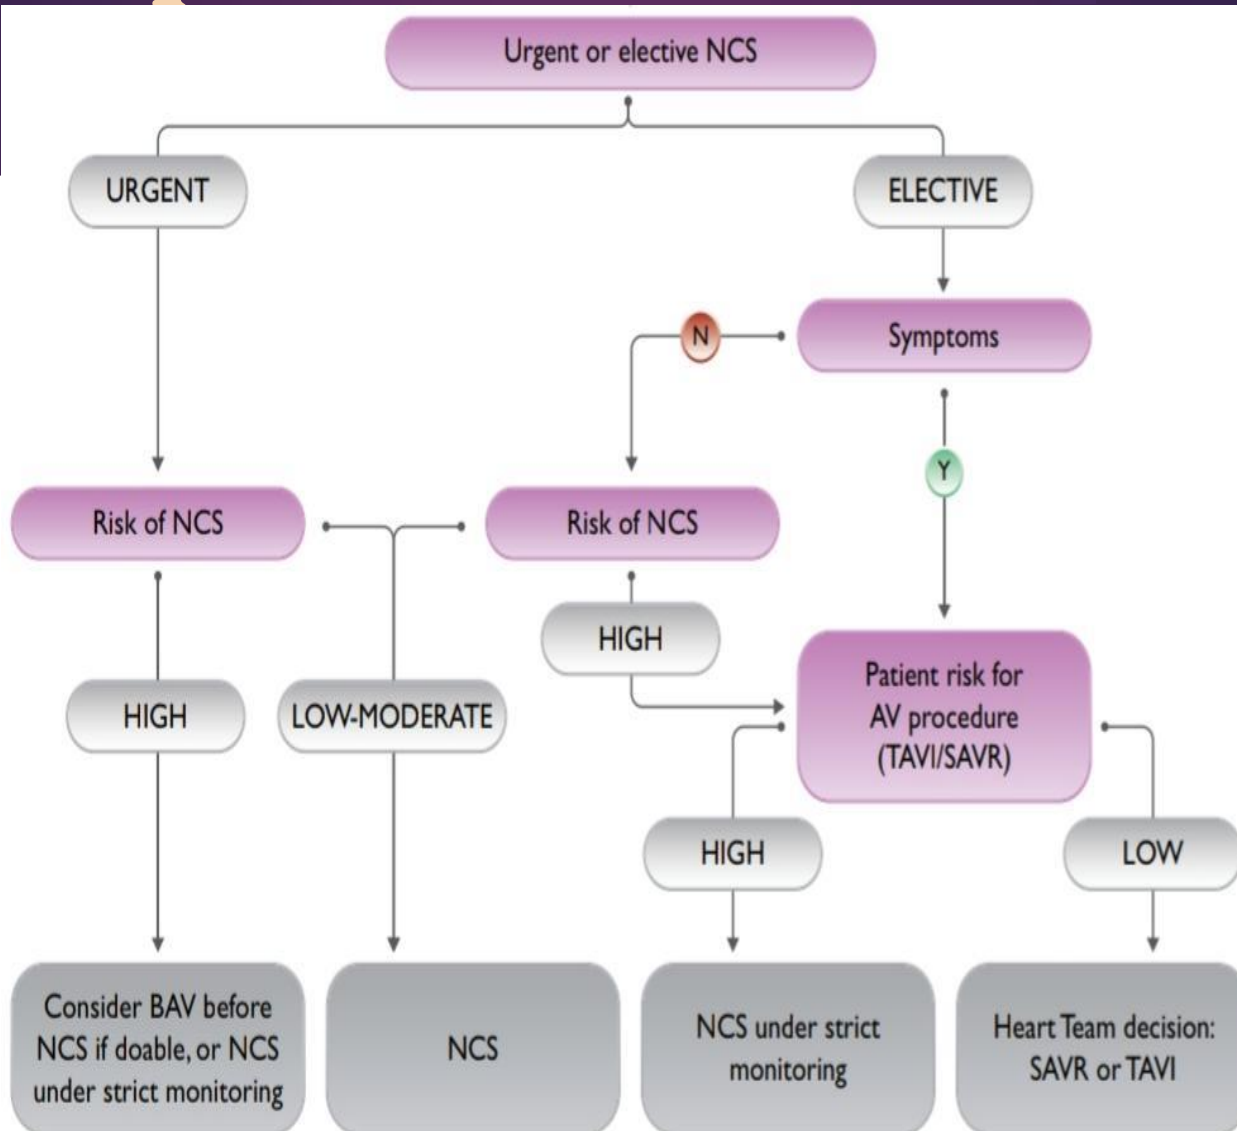 Urgent or elective NCS
URGENT
ELECTIVE
Symptoms
N
Y
Risk of NCS
Risk of NCS
HIGH
Patient risk for
AV procedure
(TAVI/SAVR)
HIGH
LOW-MODERATE
HIGH
LOW
Consider BAV before
NCS if doable, or NCS
under strict monitoring
NCS
NCS under strict
monitoring
Heart Team decision:
SAVR or TAVI